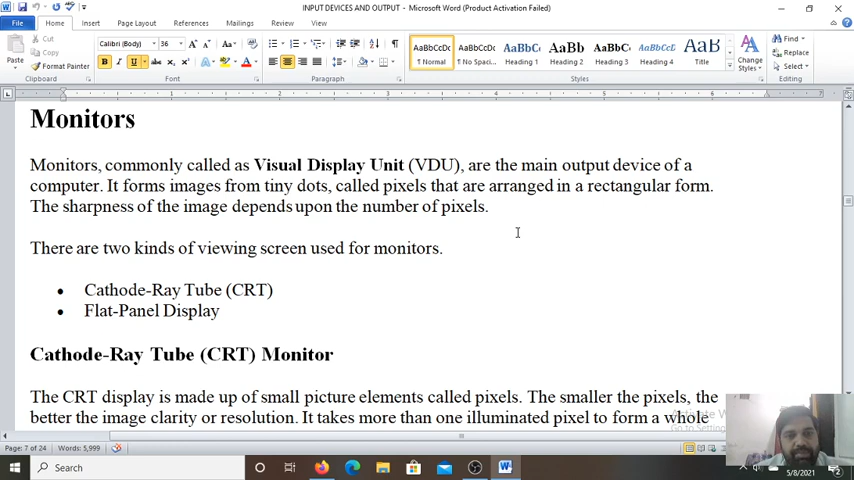 INPUT DEVICES AND OUTPUT - Microsoft Word (Product Activation Failed)
File Home Insert Page Layout References Mailings Review View
Cut
Copy
Format Painter
Paste
Calibri (Body) 36
Clipboard Font Paragraph Styles Editing
AaBbCcDc AaBbCcDc AaBbC AaBb AaBbC AaBbCcDc AaB
¶ Normal ¶ No Spaci... Heading 1 Heading 2 Heading 3 Heading 4 Title
Change Styles
Find
Replace
Select
Monitors
Monitors, commonly called as Visual Display Unit (VDU), are the main output device of a
computer. It forms images from tiny dots, called pixels that are arranged in a rectangular form.
The sharpness of the image depends upon the number of pixels.
There are two kinds of viewing screen used for monitors.
• Cathode-Ray Tube (CRT)
• Flat-Panel Display
Cathode-Ray Tube (CRT) Monitor
The CRT display is made up of small picture elements called pixels. The smaller the pixels, the
better the image clarity or resolution. It takes more than one illuminated pixel to form a whole
Activate W
Go to Setting
Page: 7 of 24 Words: 5,999
Search
5/8/2021